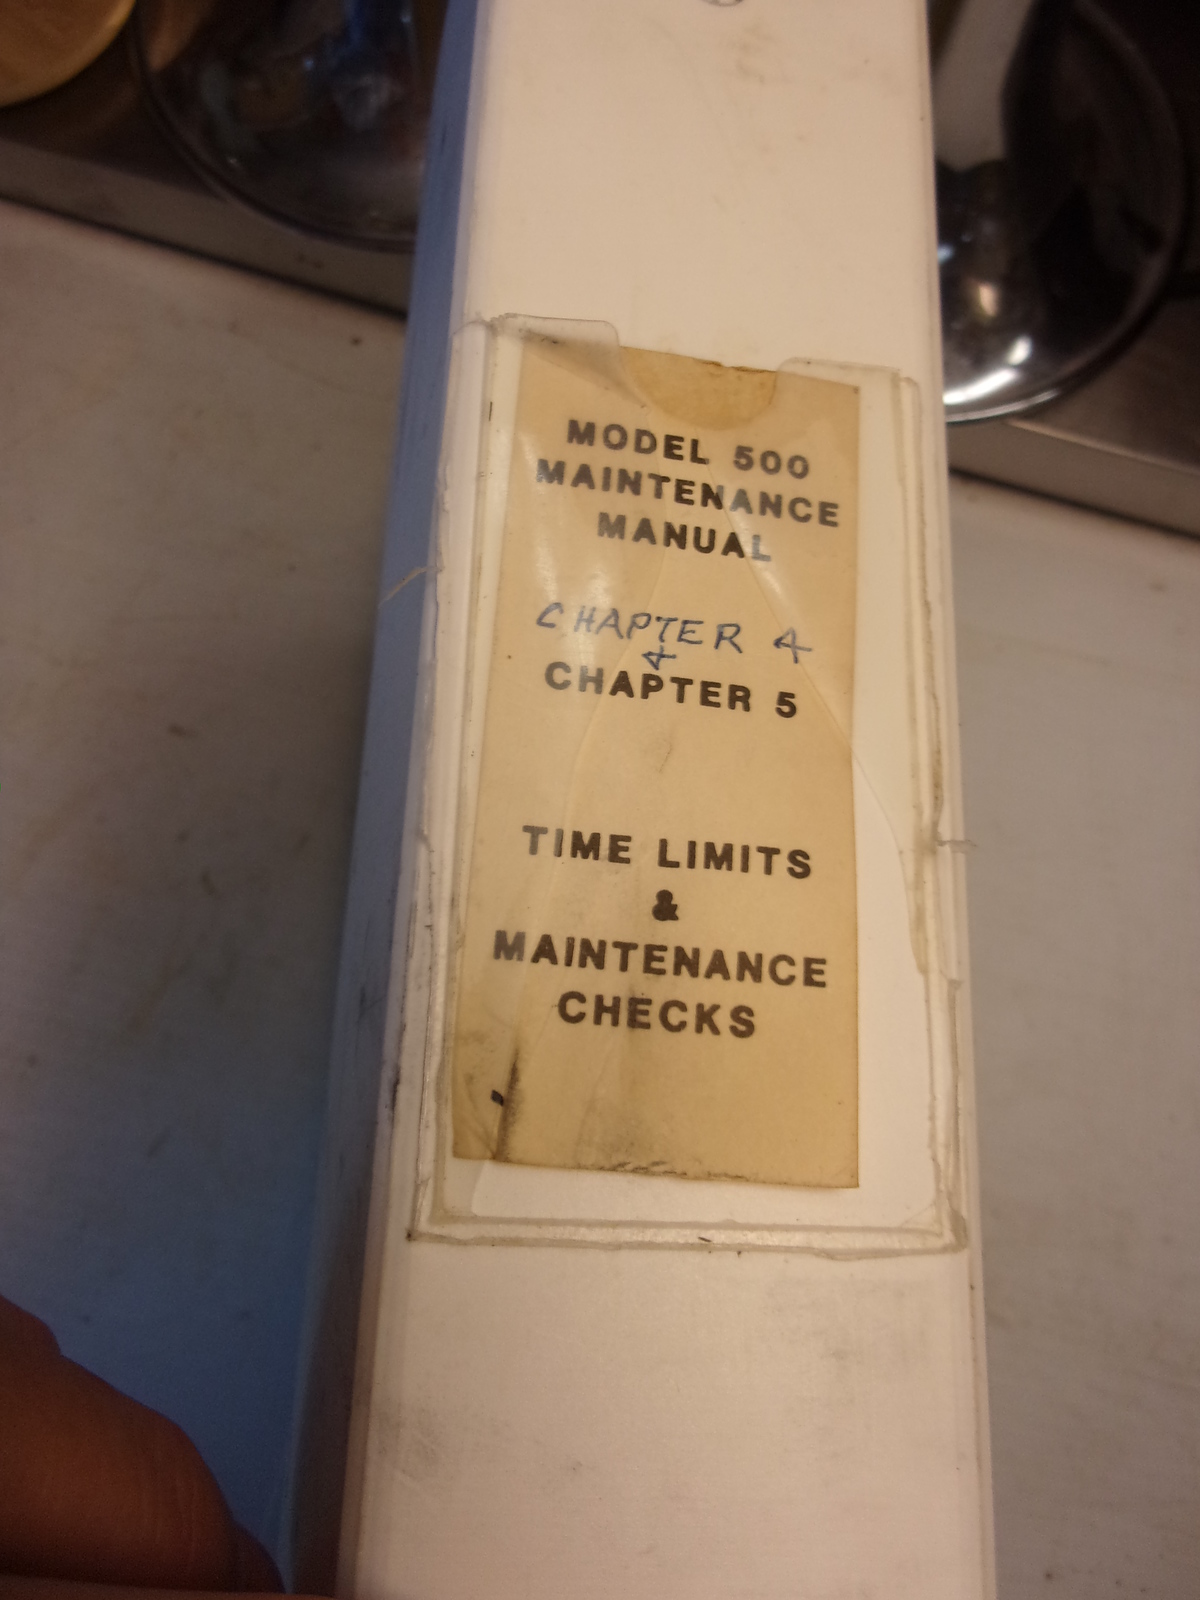 MODEL 500
MAINTENANCE
MANUAL
CHAPTER 4
+
CHAPTER 5
TIME LIMITS
&
MAINTENANCE
CHECKS